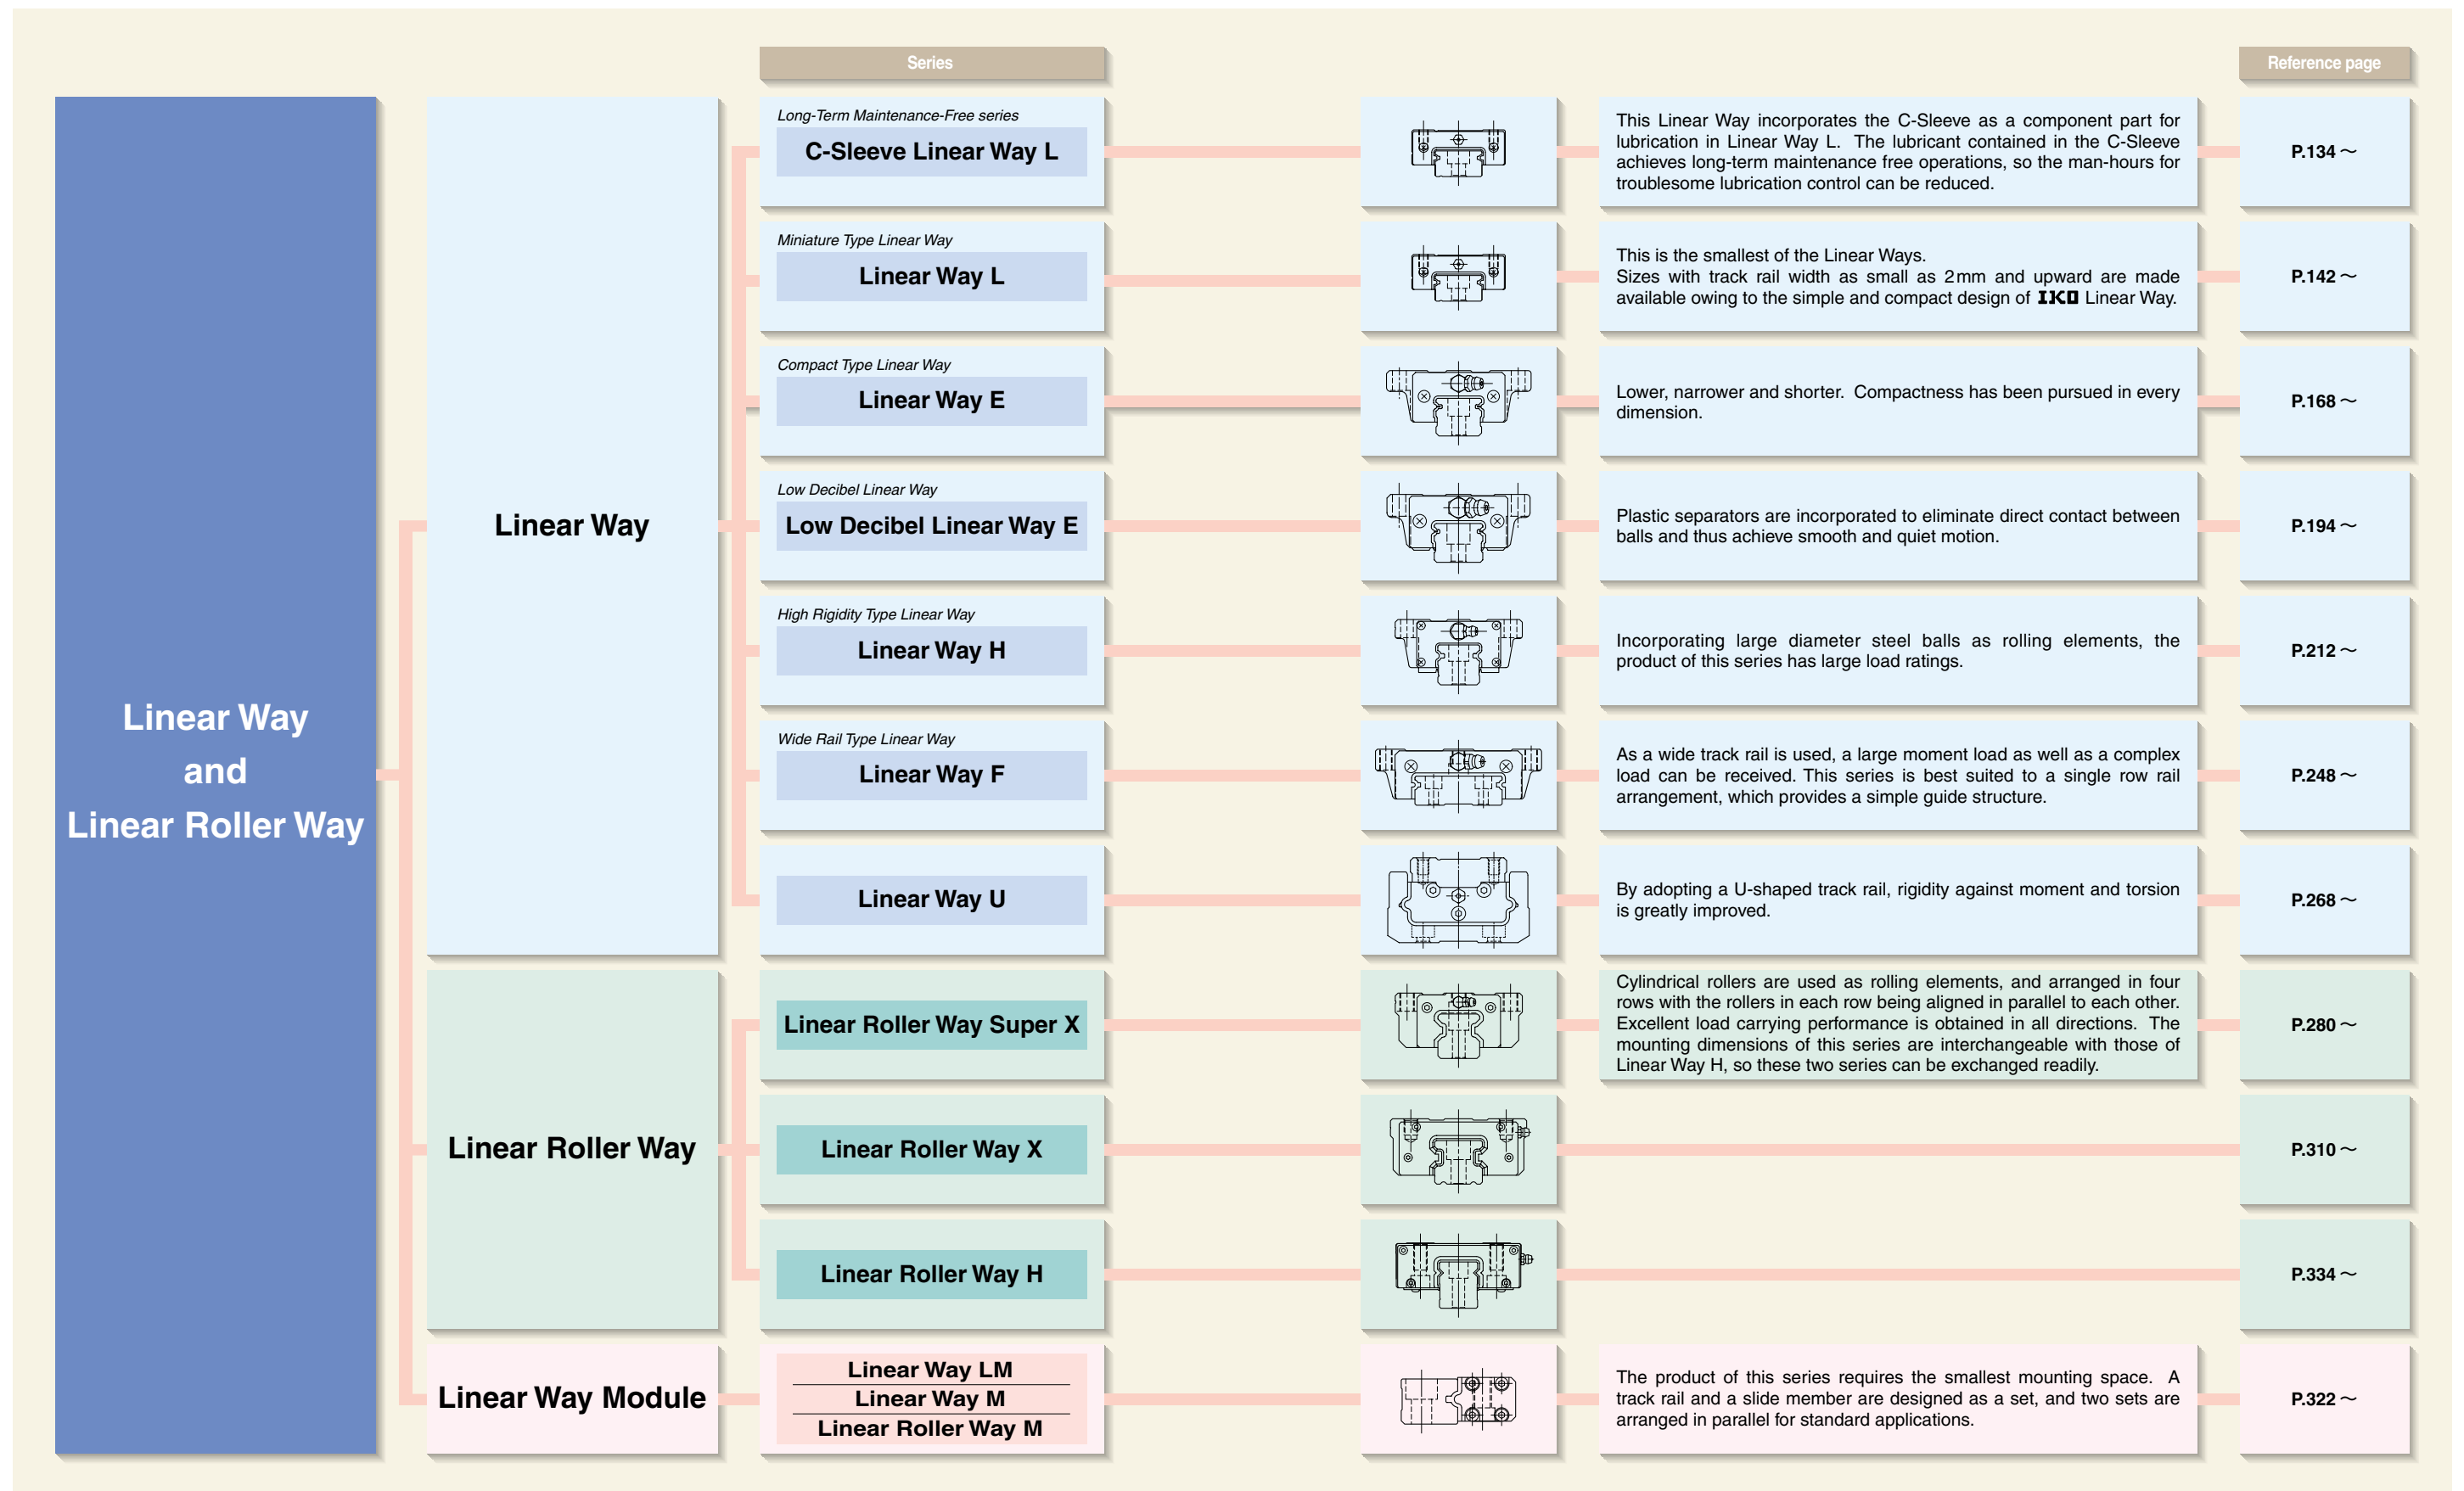 Series
Reference page
Linear Way
and
Linear Roller Way
Linear Way
Long-Term Maintenance-Free series
C-Sleeve Linear Way L
This Linear Way incorporates the C-Sleeve as a component part for
lubrication in Linear Way L. The lubricant contained in the C-Sleeve
achieves long-term maintenance free operations, so the man-hours for
troublesome lubrication control can be reduced.
P.134～
Miniature Type Linear Way
Linear Way L
This is the smallest of the Linear Ways.
Sizes with track rail width as small as 2mm and upward are made
available owing to the simple and compact design of IKO Linear Way.
P.142～
Compact Type Linear Way
Linear Way E
Lower, narrower and shorter. Compactness has been pursued in every
dimension.
P.168～
Low Decibel Linear Way
Low Decibel Linear Way E
Plastic separators are incorporated to eliminate direct contact between
balls and thus achieve smooth and quiet motion.
P.194～
High Rigidity Type Linear Way
Linear Way H
Incorporating large diameter steel balls as rolling elements, the
product of this series has large load ratings.
P.212～
Wide Rail Type Linear Way
Linear Way F
As a wide track rail is used, a large moment load as well as a complex
load can be received. This series is best suited to a single row rail
arrangement, which provides a simple guide structure.
P.248～
Linear Way U
By adopting a U-shaped track rail, rigidity against moment and torsion
is greatly improved.
P.268～
Linear Roller Way
Linear Roller Way Super X
Cylindrical rollers are used as rolling elements, and arranged in four
rows with the rollers in each row being aligned in parallel to each other.
Excellent load carrying performance is obtained in all directions. The
mounting dimensions of this series are interchangeable with those of
Linear Way H, so these two series can be exchanged readily.
P.280～
Linear Roller Way X
P.310～
Linear Roller Way H
P.334～
Linear Way Module
Linear Way LM
Linear Way M
Linear Roller Way M
The product of this series requires the smallest mounting space. A
track rail and a slide member are designed as a set, and two sets are
arranged in parallel for standard applications.
P.322～